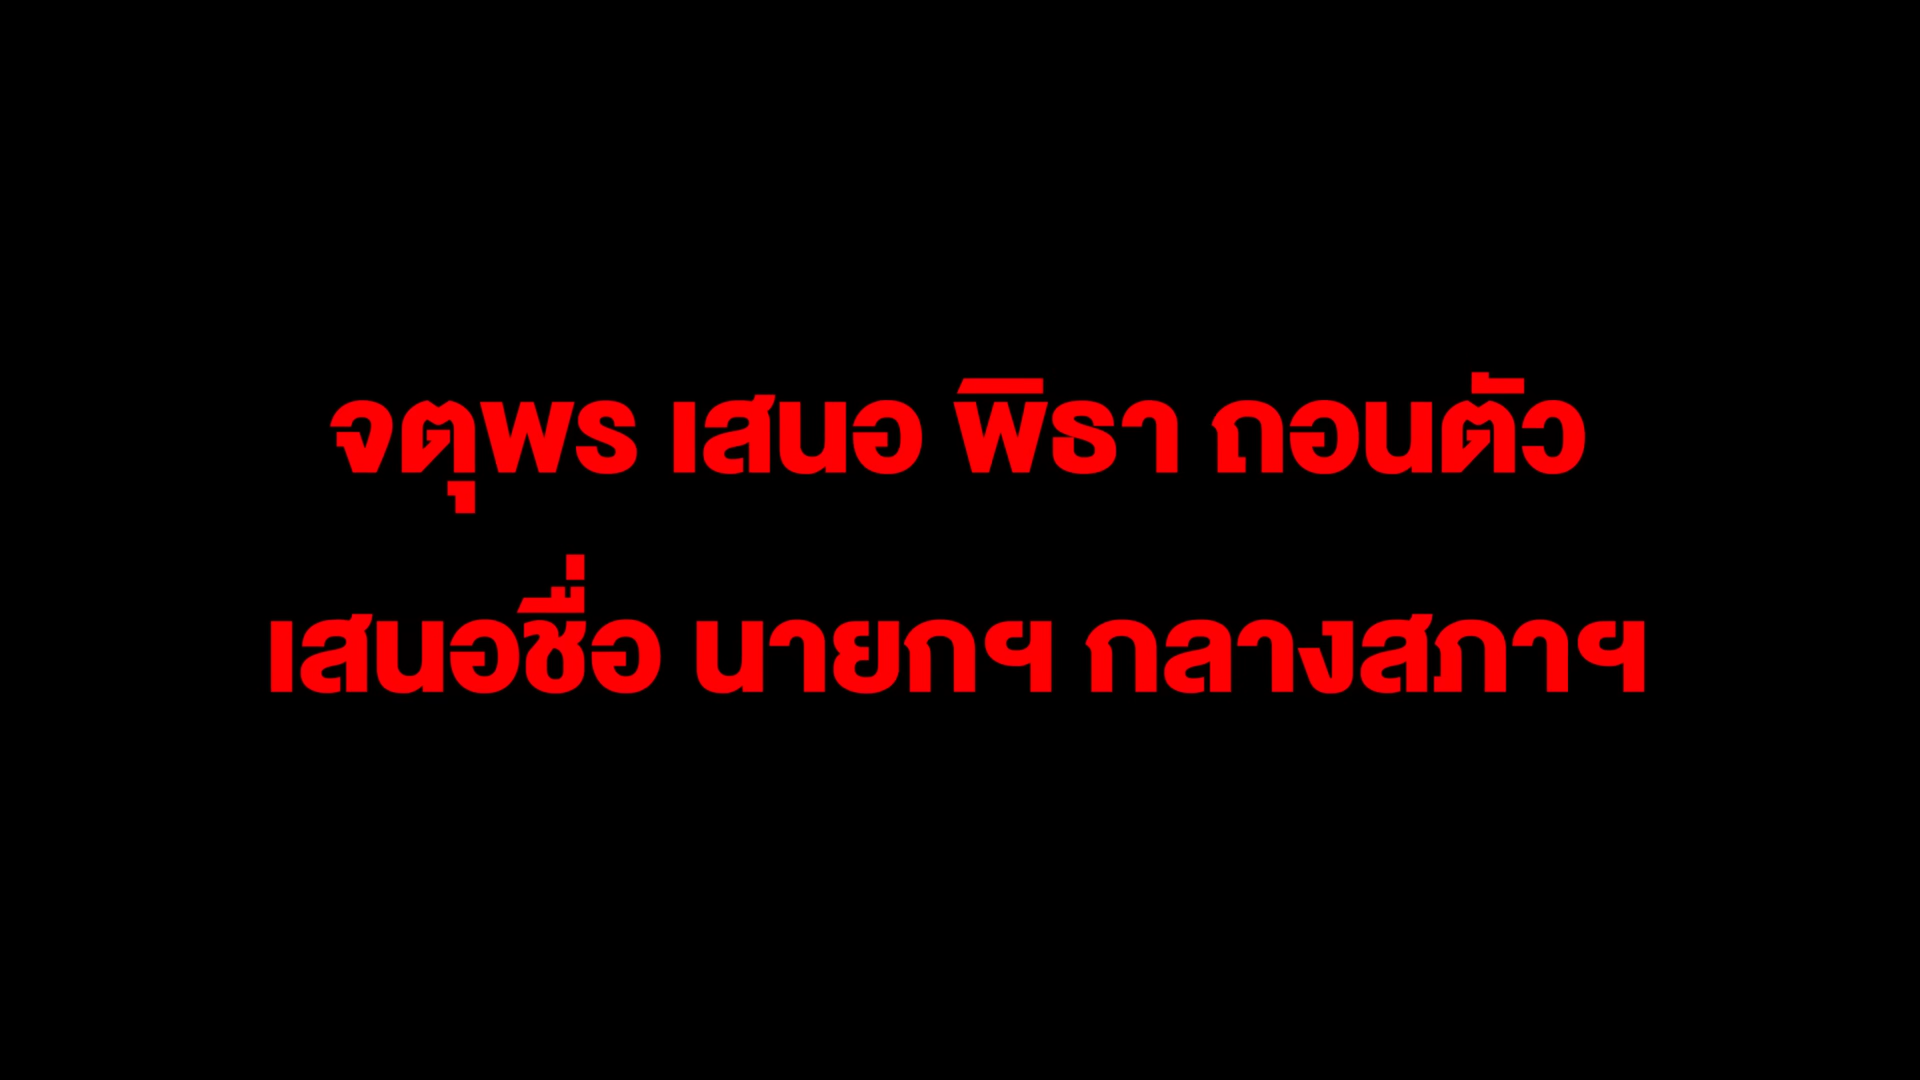 จตุพร เสนอ พิธา ถอนตัว
เสนอชื่อ นายกฯ กลางสภาฯ